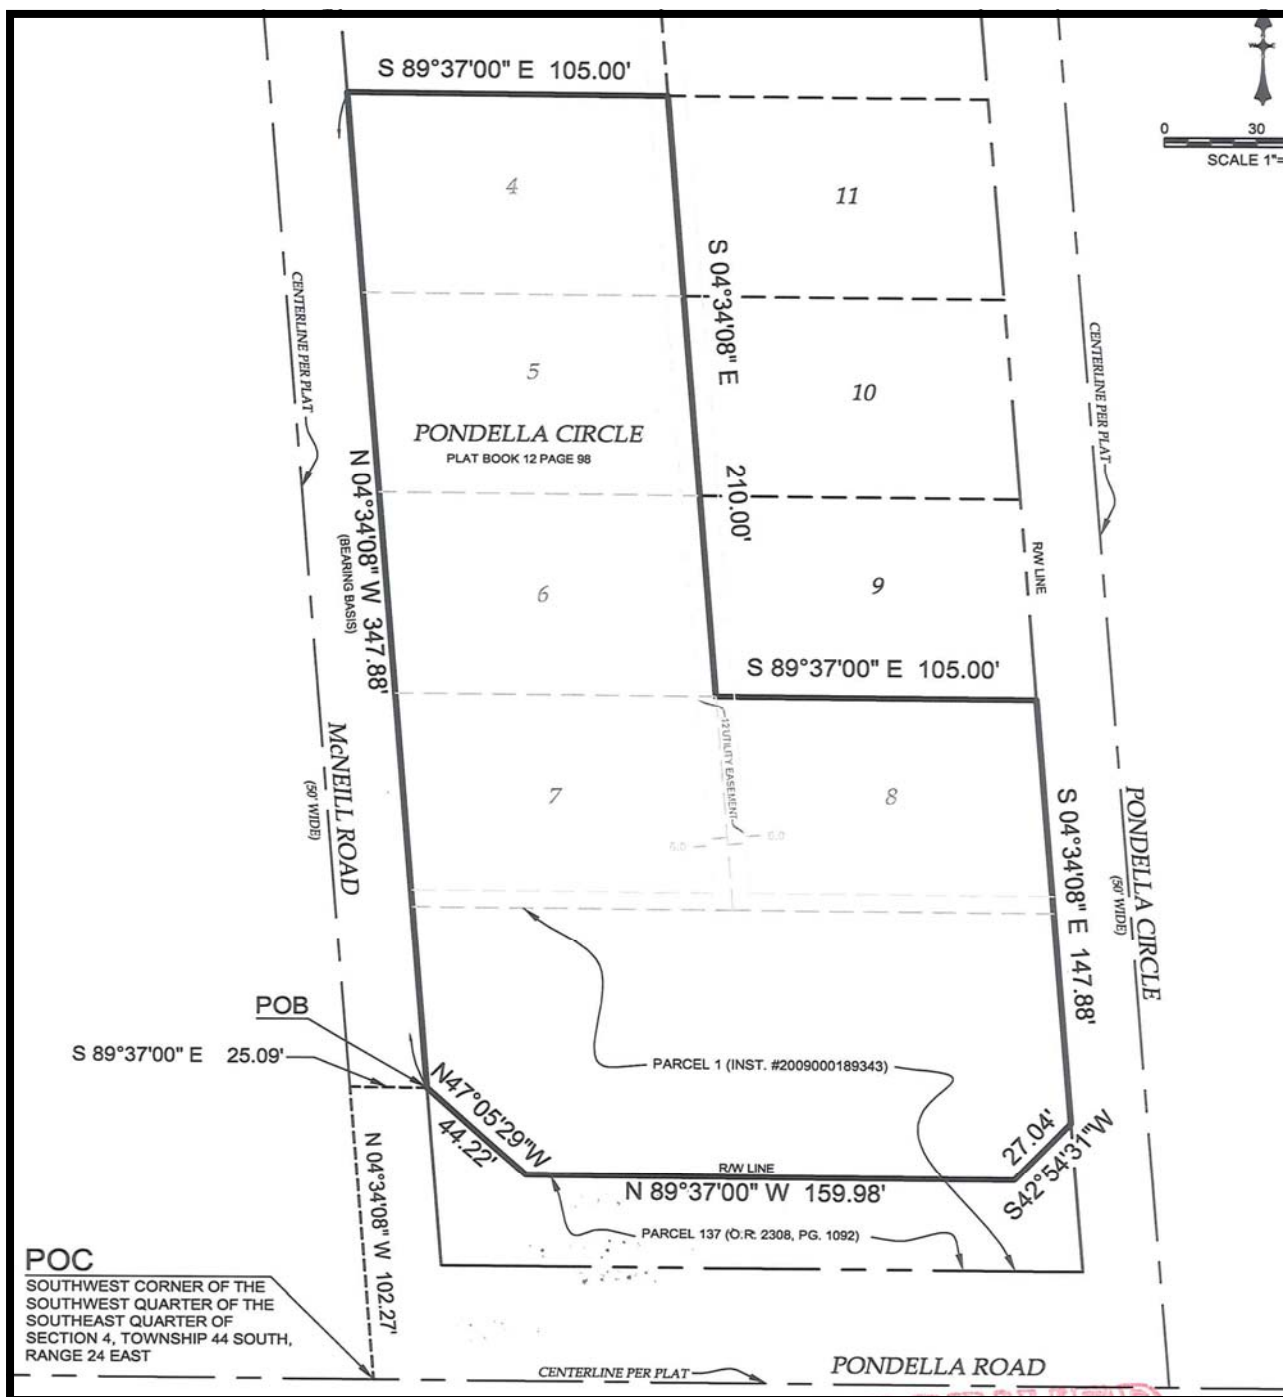 S 89°37'00" E 105.00'
0 30
SCALE 1"=
4
11
CENTERLINE PER PLAT
S 04°34'08" E 210.00'
CENTERLINE PER PLAT
5
10
PONDELLA CIRCLE
PLAT BOOK 12 PAGE 98
N 04°34'08" W 347.88'
(BEARING BASIS)
R/W LINE
6
9
S 89°37'00" E 105.00'
McNEILL ROAD
(50' WIDE)
12' UTILITY EASEMENT
7
8
6.0
6.0
S 04°34'08" E 147.88'
PONDELLA CIRCLE
(50' WIDE)
POB
S 89°37'00" E 25.09'
PARCEL 1 (INST. #2009000189343)
N47°05'29"W
44.22'
27.04'
S42°54'31"W
R/W LINE
N 89°37'00" W 159.98'
N 04°34'08" W 102.27'
PARCEL 137 (O.R. 2308, PG. 1092)
POC
SOUTHWEST CORNER OF THE
SOUTHWEST QUARTER OF THE
SOUTHEAST QUARTER OF
SECTION 4, TOWNSHIP 44 SOUTH,
RANGE 24 EAST
CENTERLINE PER PLAT
PONDELLA ROAD